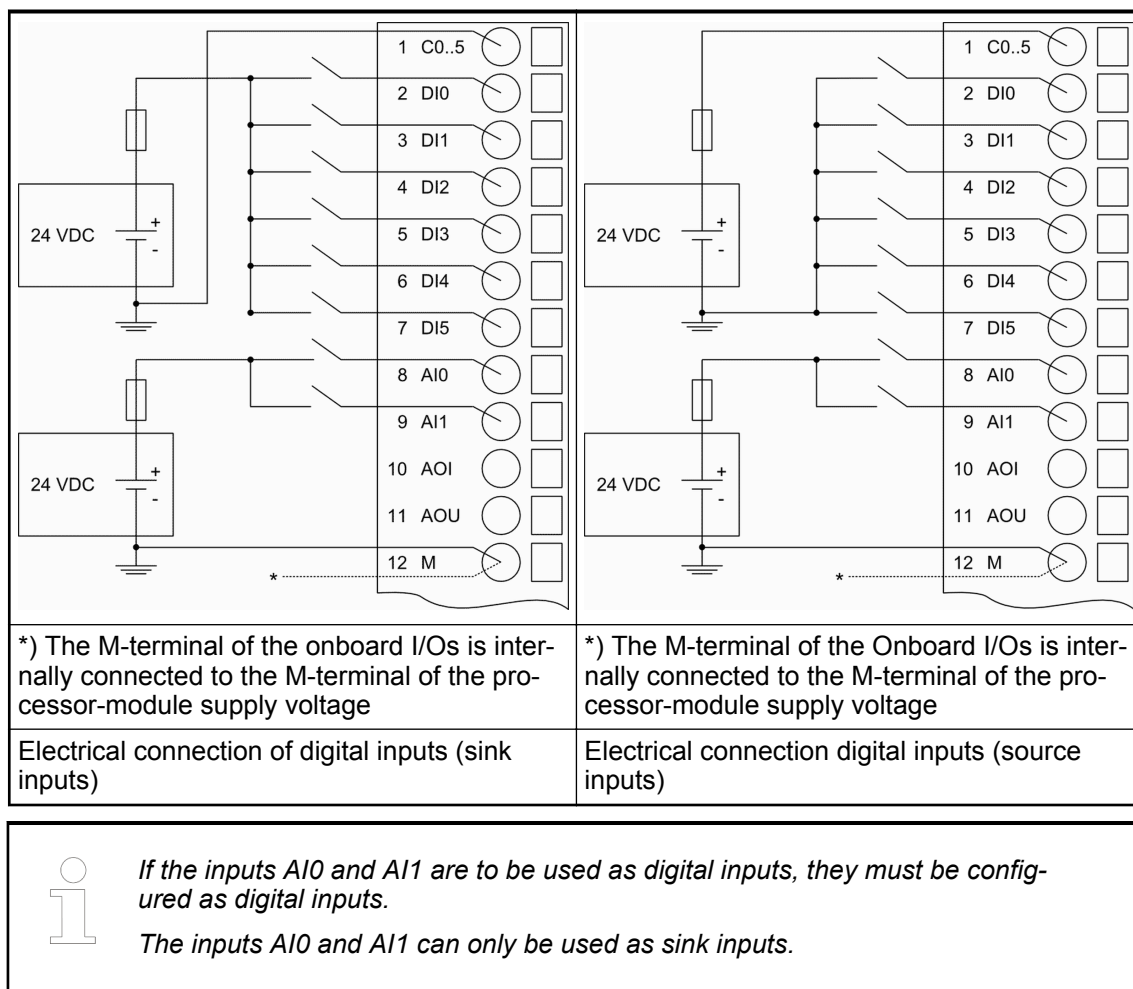 1 C0..5
2 DI0
3 DI1
4 DI2
5 DI3
6 DI4
7 DI5
8 AI0
9 AI1
10 AOI
11 AOU
12 M
24 VDC
+
-
24 VDC
+
-
*
1 C0..5
2 DI0
3 DI1
4 DI2
5 DI3
6 DI4
7 DI5
8 AI0
9 AI1
10 AOI
11 AOU
12 M
24 VDC
+
-
24 VDC
+
-
*
*) The M-terminal of the onboard I/Os is inter-
nally connected to the M-terminal of the pro-
cessor-module supply voltage
*) The M-terminal of the Onboard I/Os is inter-
nally connected to the M-terminal of the pro-
cessor-module supply voltage
Electrical connection of digital inputs (sink
inputs)
Electrical connection digital inputs (source
inputs)
If the inputs AI0 and AI1 are to be used as digital inputs, they must be config-
ured as digital inputs.
The inputs AI0 and AI1 can only be used as sink inputs.